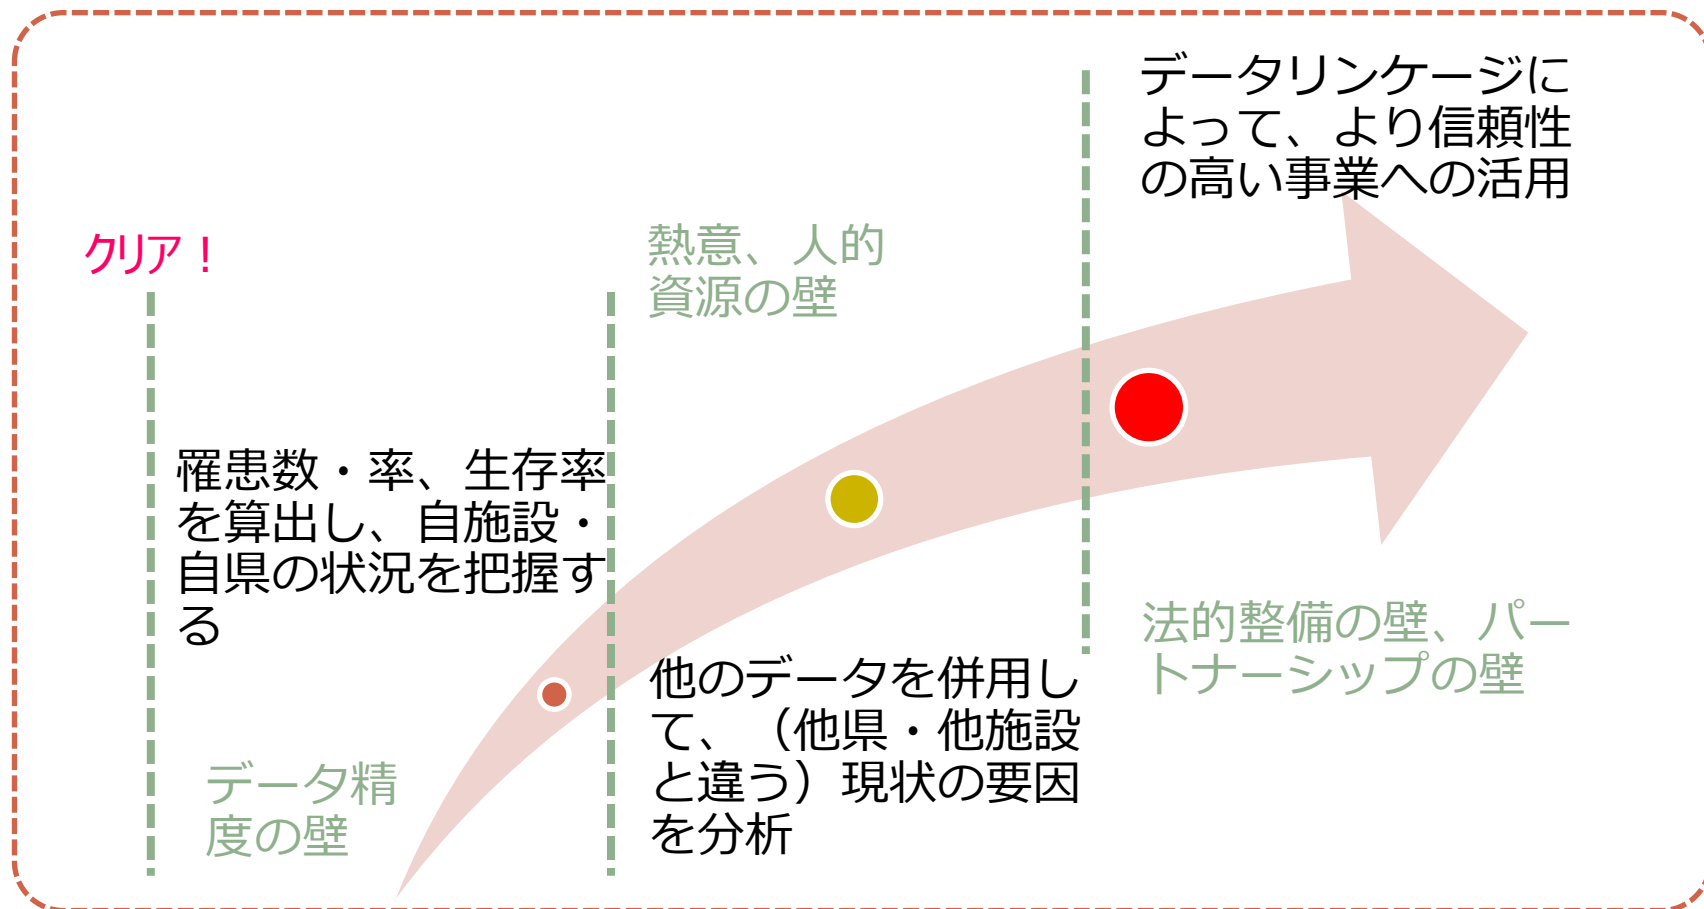 クリア！
データ精
度の壁
罹患数・率、生存率
を算出し、自施設・
自県の状況を把握す
る
熱意、人的
資源の壁
他のデータを併用し
て、（他県・他施設
と違う）現状の要因
を分析
データリンケージに
よって、より信頼性
の高い事業への活用
法的整備の壁、パー
トナーシップの壁